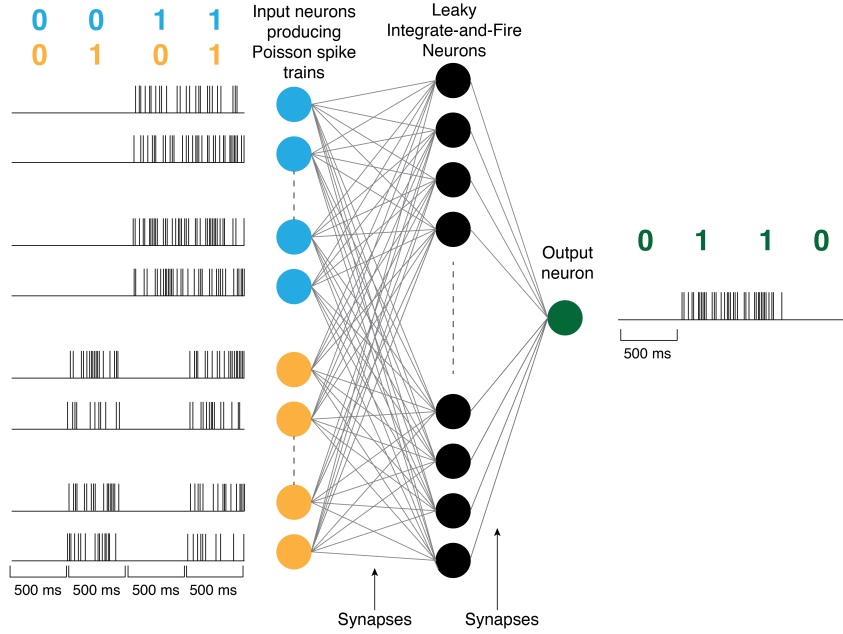 0 0 1 1
0 1 0 1
Input neurons
producing
Poisson spike
trains
Leaky
Integrate-and-Fire
Neurons
Output
neuron
0 1 1 0
500 ms
500 ms 500 ms 500 ms 500 ms
Synapses Synapses